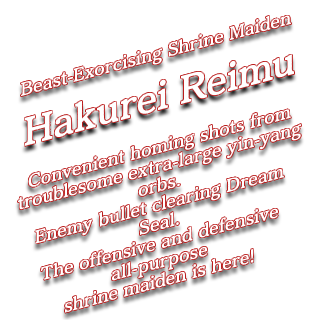 Beast-Exorcising Shrine Maiden
Hakurei Reimu
Convenient homing shots from
troublesome extra-large yin-yang
orbs.
Enemy bullet clearing Dream
Seal.
The offensive and defensive
all-purpose
shrine maiden is here!